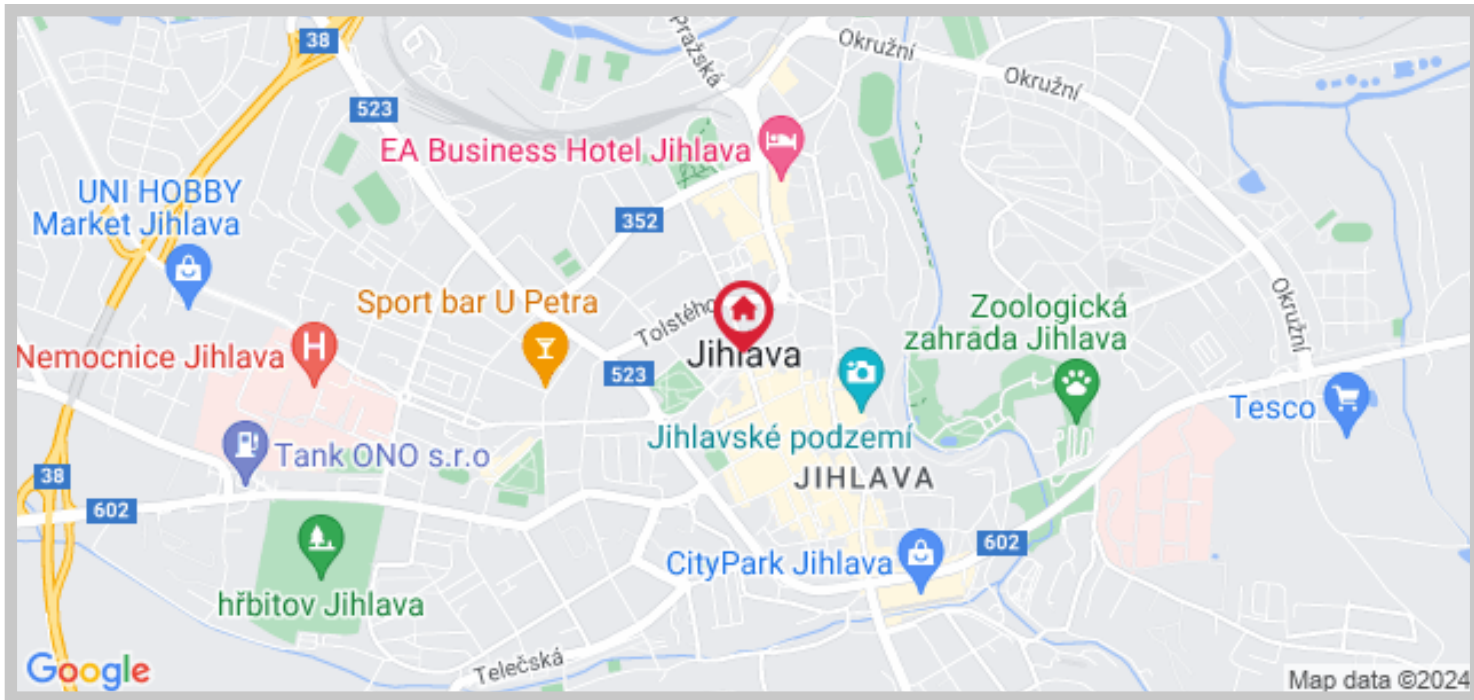 38
Pražská
Okružní
Okružní
523
EA Business Hotel Jihlava
UNI HOBBY
Market Jihlava
352
Sport bar U Petra
Tolstého
Zoologická
zahrada Jihlava
Okružní
Nemocnice Jihlava
H
Jihlava
523
Tesco
Jihlavské podzemí
Tank ONO s.r.o
JIHLAVA
38
602
602
CityPark Jihlava
hřbitov Jihlava
Telečská
Google
Map data ©2024